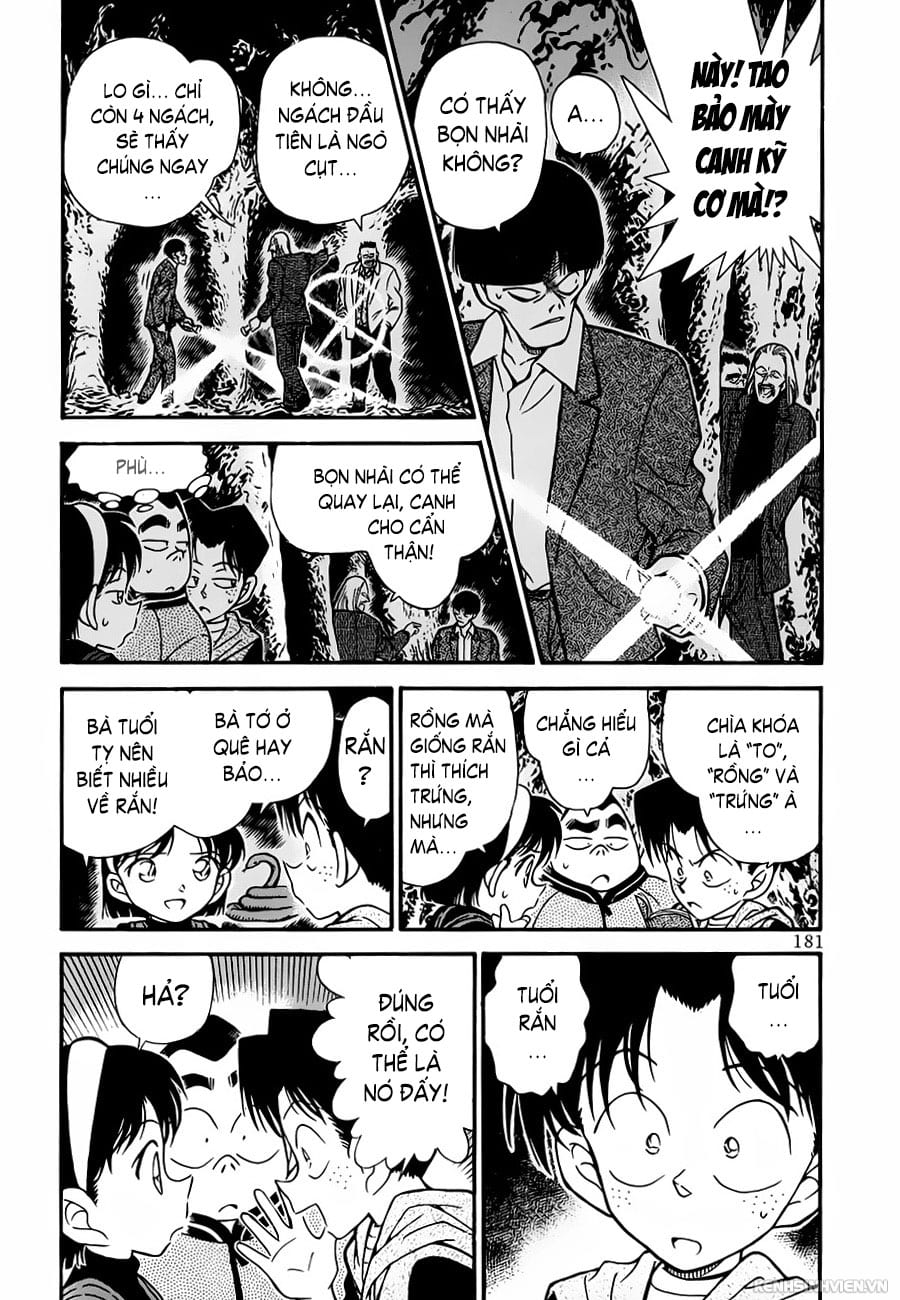 NÀY! TAO
BẢO MÀY
CANH KỸ
CƠ MÀ!?
A...
CÓ THẤY
BỌN NHÃI
KHÔNG?
KHÔNG...
NGÁCH ĐẦU
TIÊN LÀ NGÕ
CỤT...
LO GÌ... CHỈ
CÒN 4 NGÁCH,
SẼ THẤY
CHÚNG NGAY
...
BỌN NHÃI CÓ THỂ
QUAY LẠI, CANH
CHO CẨN
THẬN!
PHÙ...
CHÌA KHÓA
LÀ "TO",
"RỒNG" VÀ
"TRỨNG" À
...
CHẲNG HIỂU
GÌ CẢ
...
RỒNG MÀ
GIỐNG RẮN
THÌ THÍCH
TRỨNG,
NHƯNG
MÀ...
RẮN
?
BÀ TỚ Ở
QUÊ HAY
BẢO...
BÀ TUỔI
TỴ NÊN
BIẾT NHIỀU
VỀ RẮN!
181
TUỔI
...
TUỔI
RẮN
...
ĐÚNG
RỒI, CÓ
THỂ LÀ
NÓ ĐẤY!
HẢ?
KENHSINHVIEN.VN